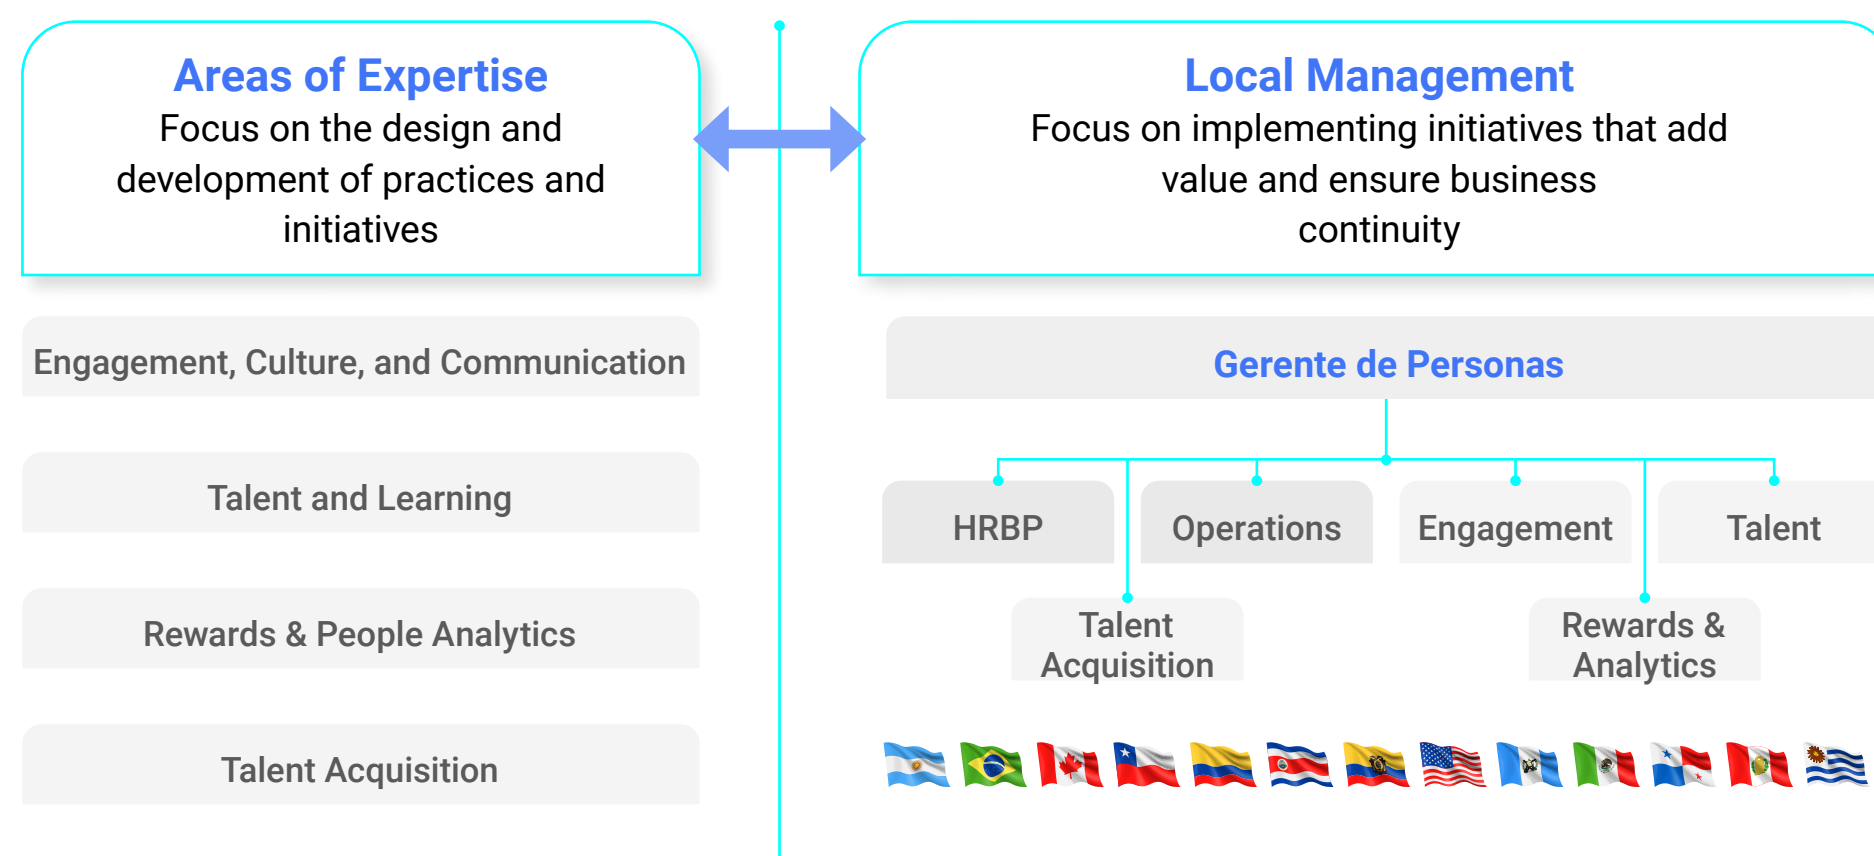 Areas of Expertise
Focus on the design and
development of practices and
initiatives
Engagement, Culture, and Communication
Talent and Learning
Rewards & People Analytics
Talent Acquisition
Local Management
Focus on implementing initiatives that add
value and ensure business
continuity
Gerente de Personas
HRBP
Operations
Engagement
Talent
Talent
Acquisition
Rewards &
Analytics